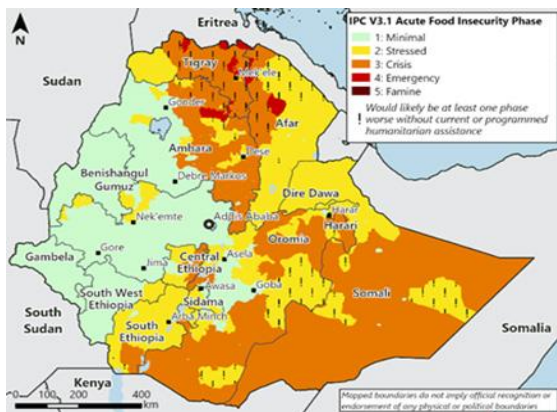 IPC V3.1 Acute Food Insecurity Phase
1: Minimal
2: Stressed
3: Crisis
4: Emergency
5: Famine
! Would likely be at least one phase
worse without current or programmed
humanitarian assistance
N
Eritrea
Sudan
Tigray
Mek'ele
Gonder
Afar
Amhara
Dese
Benishangul
Gumuz
Debre Markos
Dire Dawa
Nek'emte
Addis Ababa
Harar
Harari
Oromia
Gambela
Gore
Jima
Central
Ethiopia
Asela
Somali
South West
Ethiopia
Awasa
Sidama
Goba
South
Sudan
South
Ethiopia
Arba Minch
Somalia
Kenya
0 100 200 400
km
Mapped boundaries do not imply official recognition or
endorsement of any physical or political boundaries